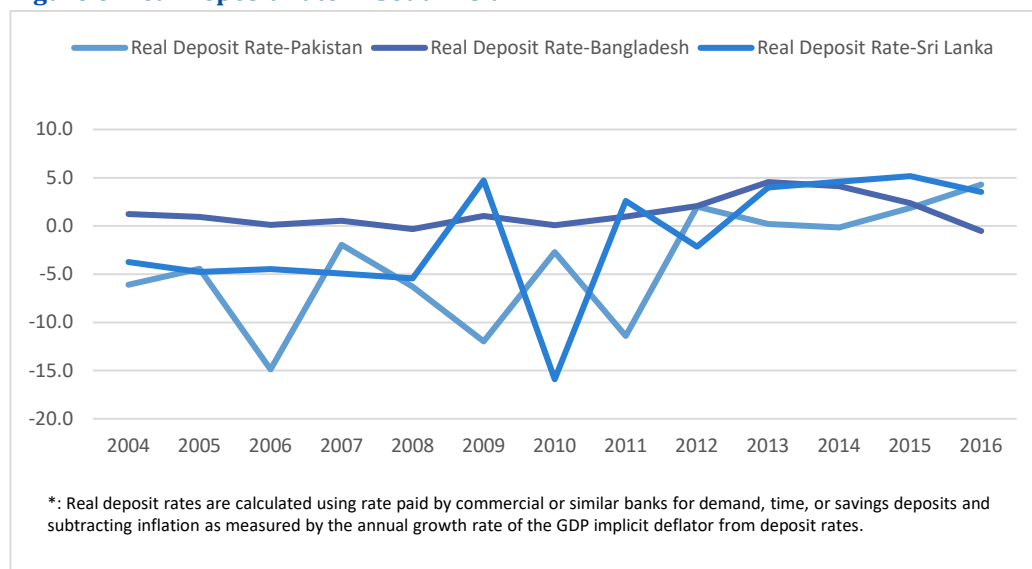 Real Deposit Rate-Pakistan Real Deposit Rate-Bangladesh Real Deposit Rate-Sri Lanka
10.0
5.0
0.0
-5.0
-10.0
-15.0
-20.0
2004 2005 2006 2007 2008 2009 2010 2011 2012 2013 2014 2015 2016
*: Real deposit rates are calculated using rate paid by commercial or similar banks for demand, time, or savings deposits and
subtracting inflation as measured by the annual growth rate of the GDP implicit deflator from deposit rates.